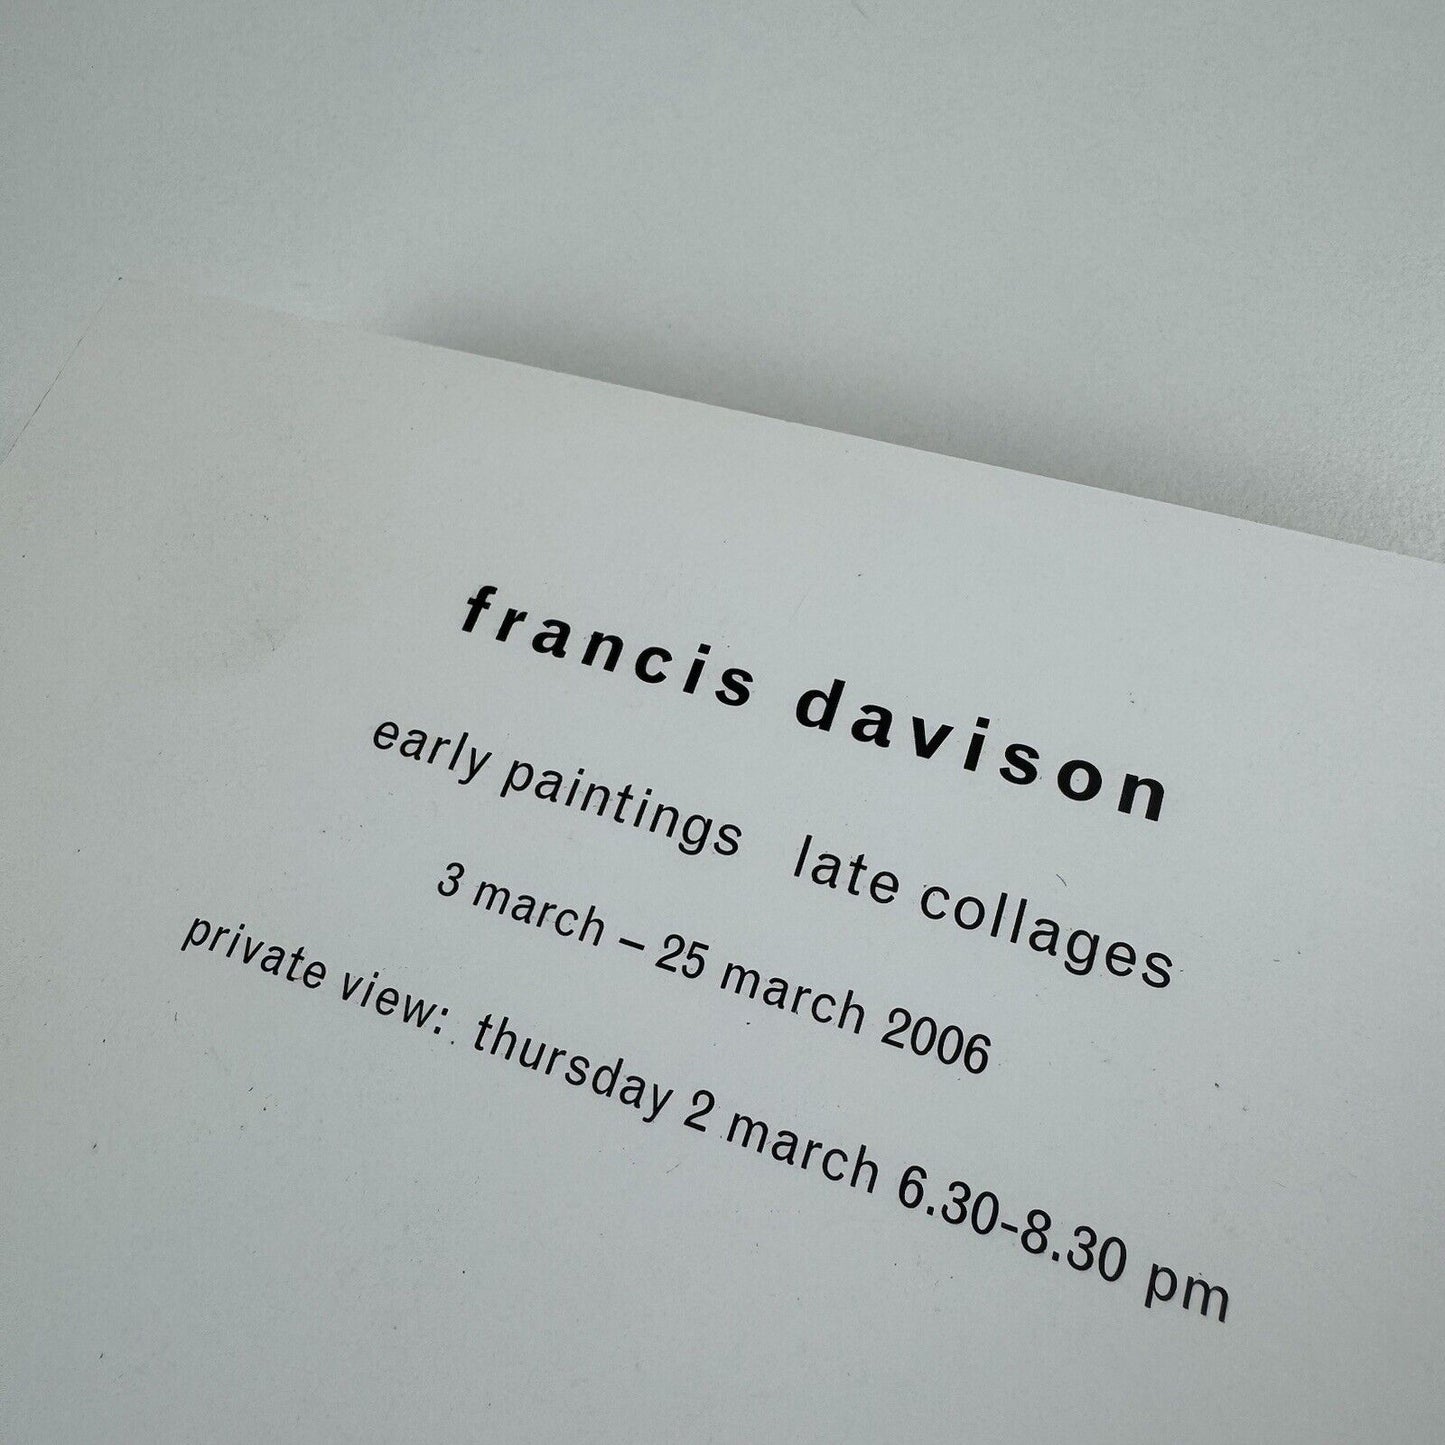 francis davison
early paintings late collages
3 march – 25 march 2006
private view: thursday 2 march 6.30-8.30 pm